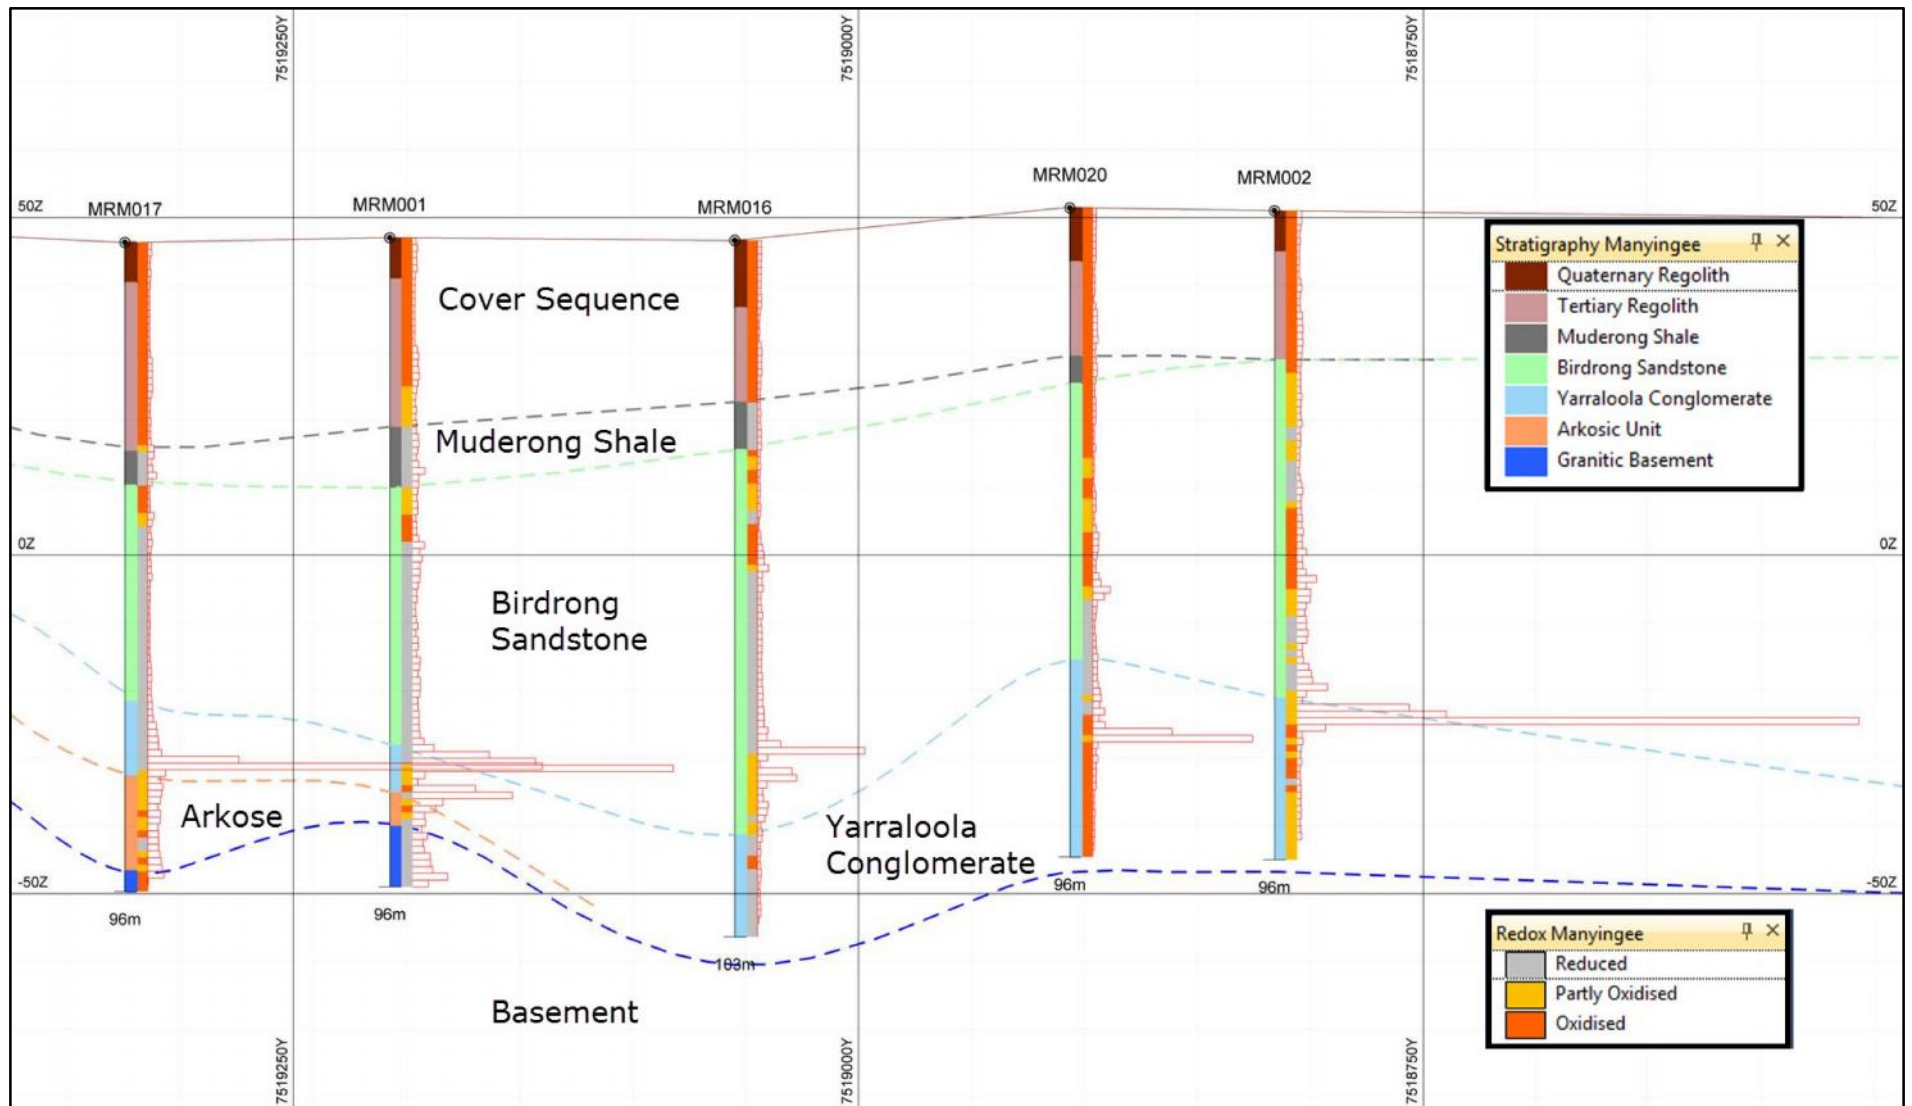 7519250Y
7519000Y
7518750Y
MRM017
MRM001
MRM016
MRM020
MRM002
50Z
50Z
Stratigraphy Manyingee
Quaternary Regolith
Tertiary Regolith
Muderong Shale
Birdrong Sandstone
Yarraloola Conglomerate
Arkosic Unit
Granitic Basement
Cover Sequence
Muderong Shale
0Z
0Z
Birdrong
Sandstone
Arkose
Yarraloola
Conglomerate
-50Z
-50Z
96m
96m
103m
96m
96m
Redox Manyingee
Reduced
Partly Oxidised
Oxidised
Basement
7519250Y
7519000Y
7518750Y